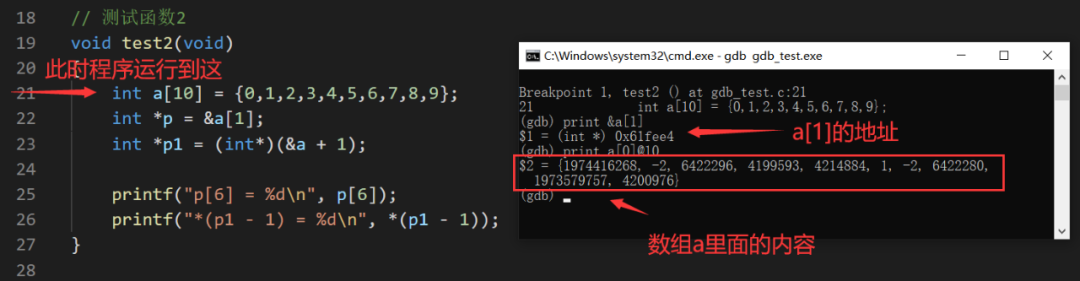 18 // 测试函数2
19 void test2(void)
20 {
此时程序运行到这
21 int a[10] = {0,1,2,3,4,5,6,7,8,9};
22 int *p = &a[1];
23 int *p1 = (int*)(&a + 1);
24
25 printf("p[6] = %d\n", p[6]);
26 printf("*(p1 - 1) = %d\n", *(p1 - 1));
27 }
28
C:\Windows\system32\cmd.exe - gdb gdb_test.exe
Breakpoint 1, test2 () at gdb_test.c:21
21 int a[10] = {0,1,2,3,4,5,6,7,8,9};
(gdb) print &a[1]
$1 = (int *) 0x61fee4
a[1]的地址
(gdb) print a[0]@10
$2 = {1974416268, -2, 6422296, 4199593, 4214884, 1, -2, 6422280,
1973579757, 4200976}
(gdb)
数组a里面的内容